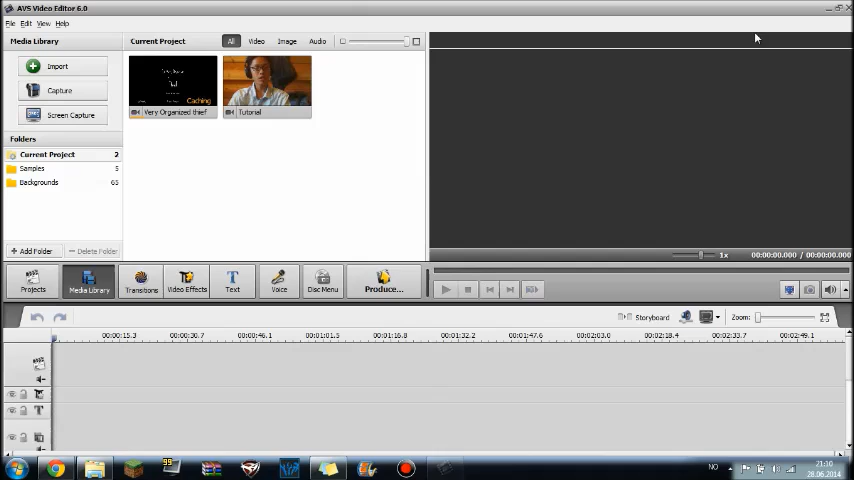 AVS Video Editor 6.0
File Edit View Help
Media Library
Current Project All Video Image Audio
Import
Capture
Screen Capture
Caching
Very Organized thief
Tutorial
Folders
Current Project 2
Samples 5
Backgrounds 65
Add Folder Delete Folder
1x 00:00:00.000 / 00:00:00.000
Projects Media Library Transitions Video Effects Text Voice Disc Menu Produce...
Storyboard Zoom:
00:00:15.3 00:00:30.7 00:00:46.1 00:01:01.5 00:01:16.8 00:01:32.2 00:01:47.6 00:02:03.0 00:02:18.4 00:02:33.7 00:02:49.1
T
99
NO
21:10
28.06.2014